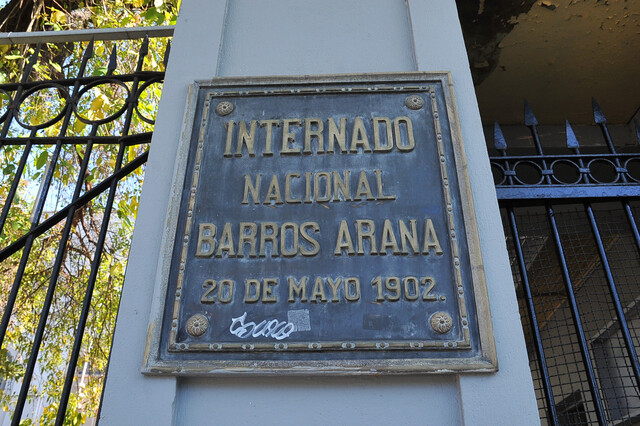 INTERNADO
NACIONAL
BARROS ARANA
20 DE MAYO 1902.